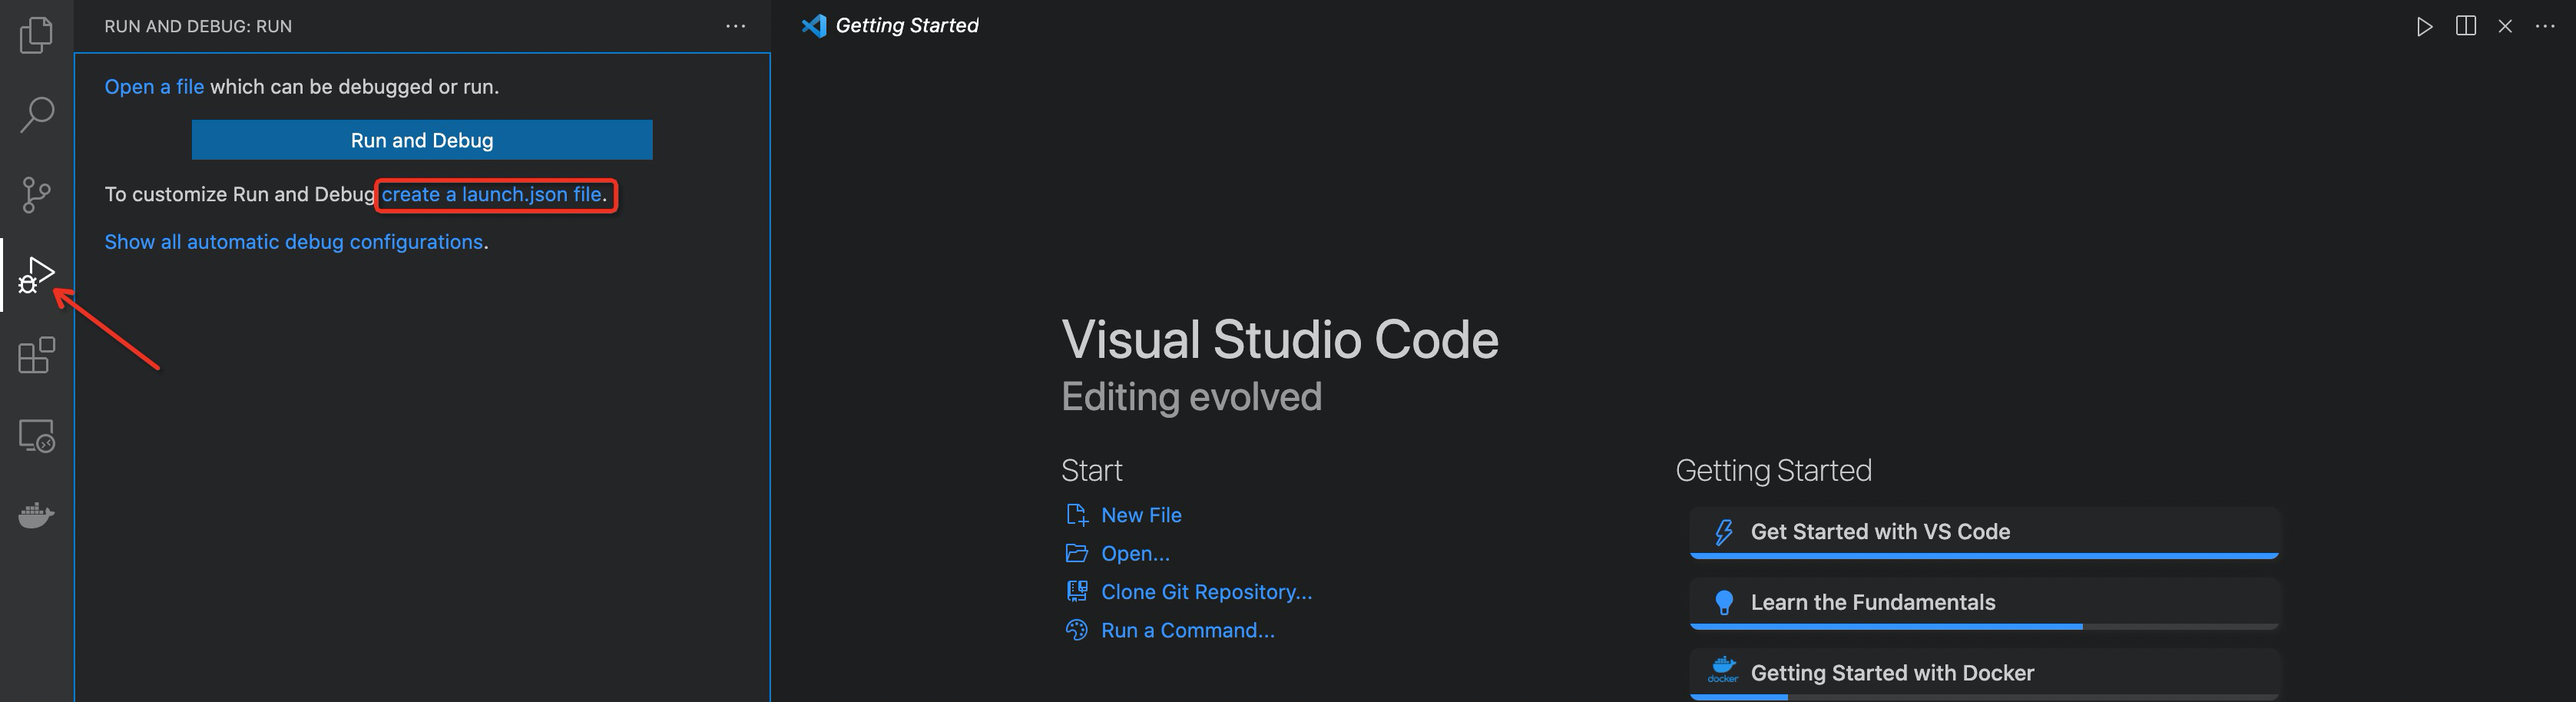 RUN AND DEBUG: RUN
Open a file which can be debugged or run.
Run and Debug
To customize Run and Debug create a launch.json file.
Show all automatic debug configurations.
Getting Started
Visual Studio Code
Editing evolved
Start
New File
Open...
Clone Git Repository...
Run a Command...
Getting Started
Get Started with VS Code
Learn the Fundamentals
docker
Getting Started with Docker